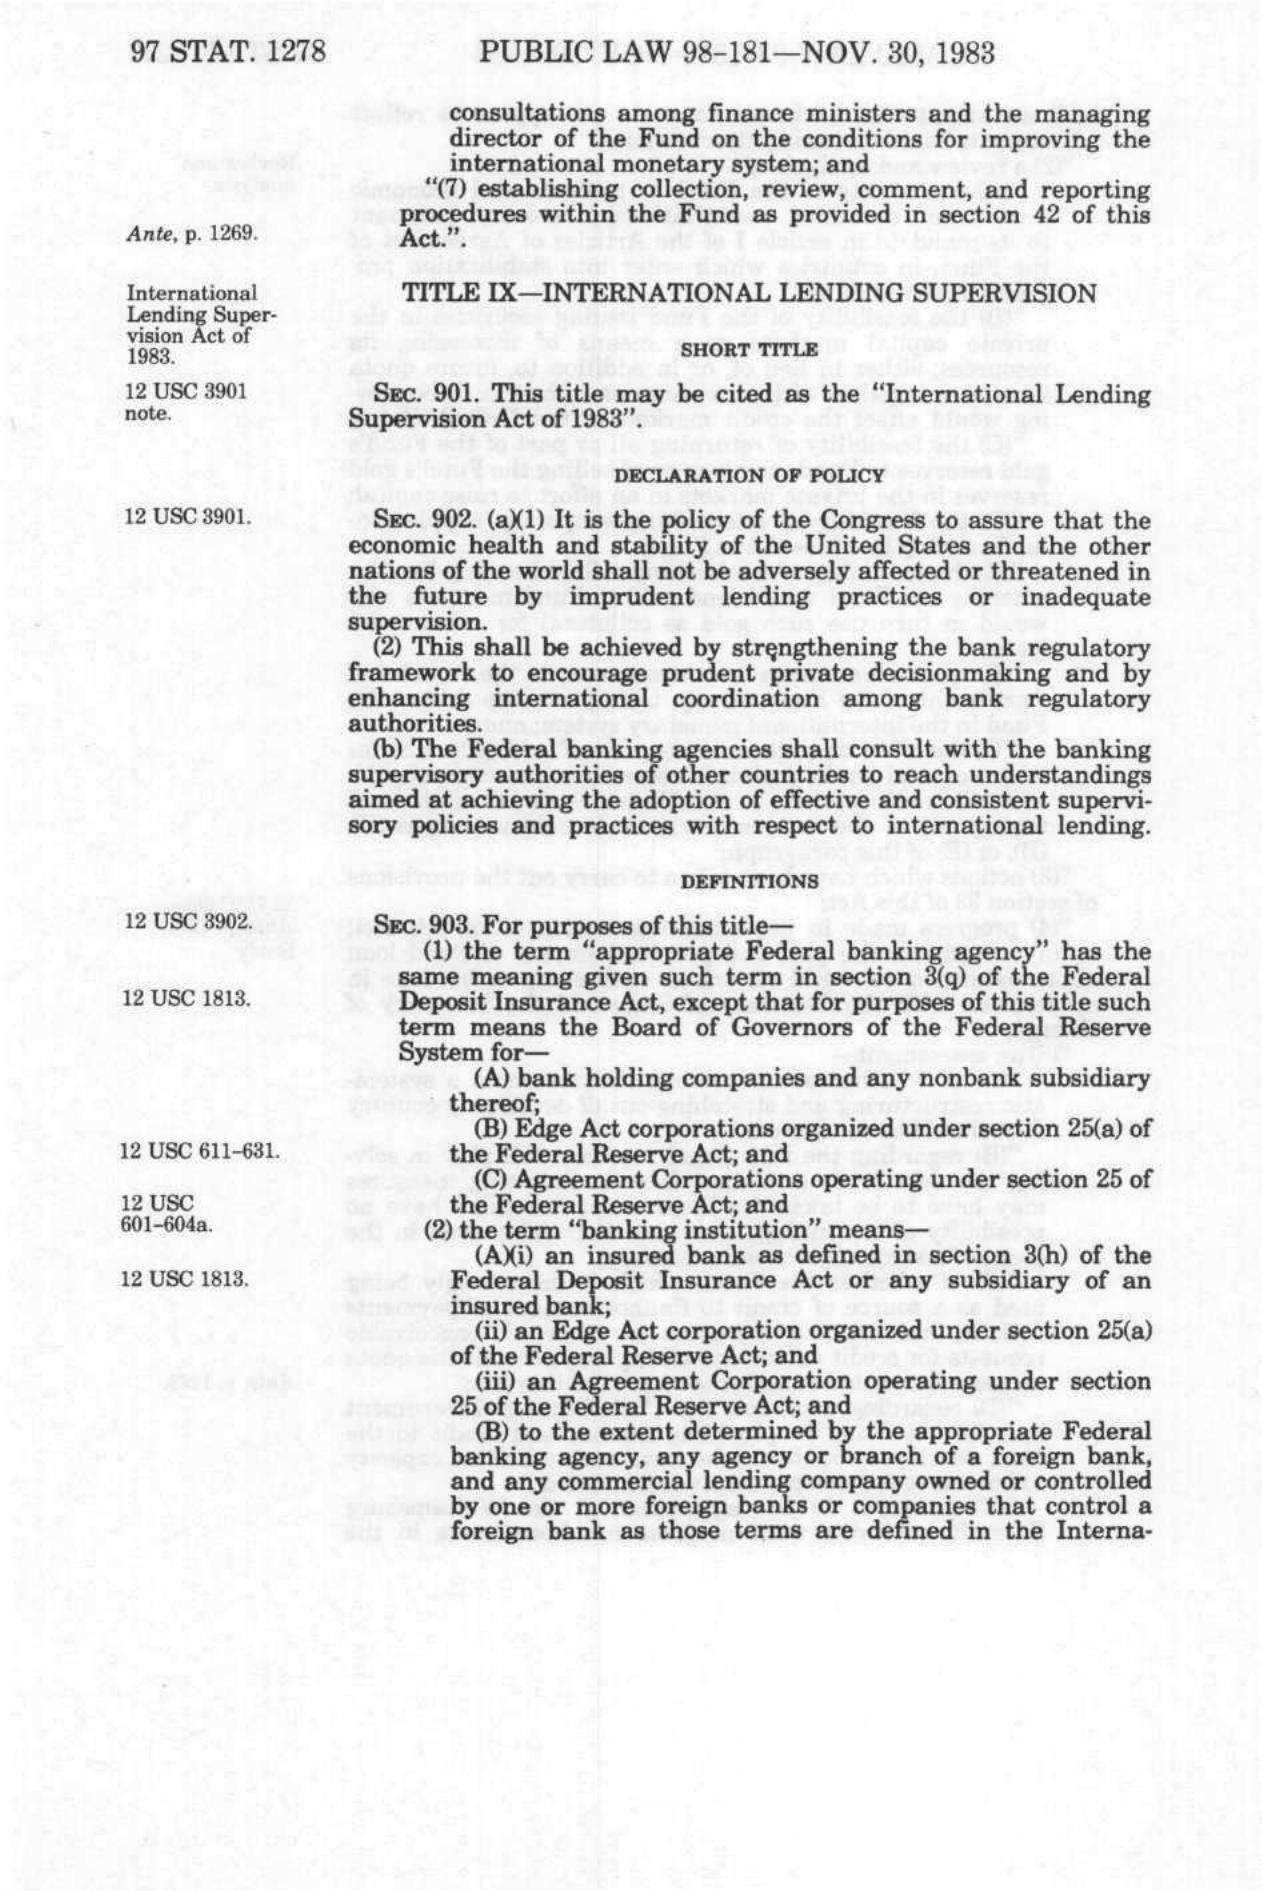 97 STAT. 1278 PUBLIC LAW 98-181—NOV. 30, 1983
consultations among finance ministers and the managing
director of the Fund on the conditions for improving the
international monetary system; and
"(7) establishing collection, review, comment, and reporting
procedures within the Fund as provided in section 42 of this
Ante, p. 1269.
Act.".
International
Lending Super-
vision Act of
1983.
TITLE IX—INTERNATIONAL LENDING SUPERVISION
SHORT TITLE
12 USC 3901
note.
SEC. 901. This title may be cited as the "International Lending
Supervision Act of 1983".
DECLARATION OF POLICY
12 USC 3901.
SEC. 902. (a)(1) It is the policy of the Congress to assure that the
economic health and stability of the United States and the other
nations of the world shall not be adversely affected or threatened in
the future by imprudent lending practices or inadequate
supervision.
(2) This shall be achieved by strengthening the bank regulatory
framework to encourage prudent private decisionmaking and by
enhancing international coordination among bank regulatory
authorities.
(b) The Federal banking agencies shall consult with the banking
supervisory authorities of other countries to reach understandings
aimed at achieving the adoption of effective and consistent supervi-
sory policies and practices with respect to international lending.
DEFINITIONS
12 USC 3902.
SEC. 903. For purposes of this title—
(1) the term "appropriate Federal banking agency" has the
same meaning given such term in section 3(q) of the Federal
12 USC 1813.
Deposit Insurance Act, except that for purposes of this title such
term means the Board of Governors of the Federal Reserve
System for—
(A) bank holding companies and any nonbank subsidiary
thereof;
(B) Edge Act corporations organized under section 25(a) of
12 USC 611-631.
the Federal Reserve Act; and
(C) Agreement Corporations operating under section 25 of
12 USC
601-604a.
the Federal Reserve Act; and
(2) the term "banking institution" means—
(A)(i) an insured bank as defined in section 3(h) of the
12 USC 1813.
Federal Deposit Insurance Act or any subsidiary of an
insured bank;
(ii) an Edge Act corporation organized under section 25(a)
of the Federal Reserve Act; and
(iii) an Agreement Corporation operating under section
25 of the Federal Reserve Act; and
(B) to the extent determined by the appropriate Federal
banking agency, any agency or branch of a foreign bank,
and any commercial lending company owned or controlled
by one or more foreign banks or companies that control a
foreign bank as those terms are defined in the Interna-